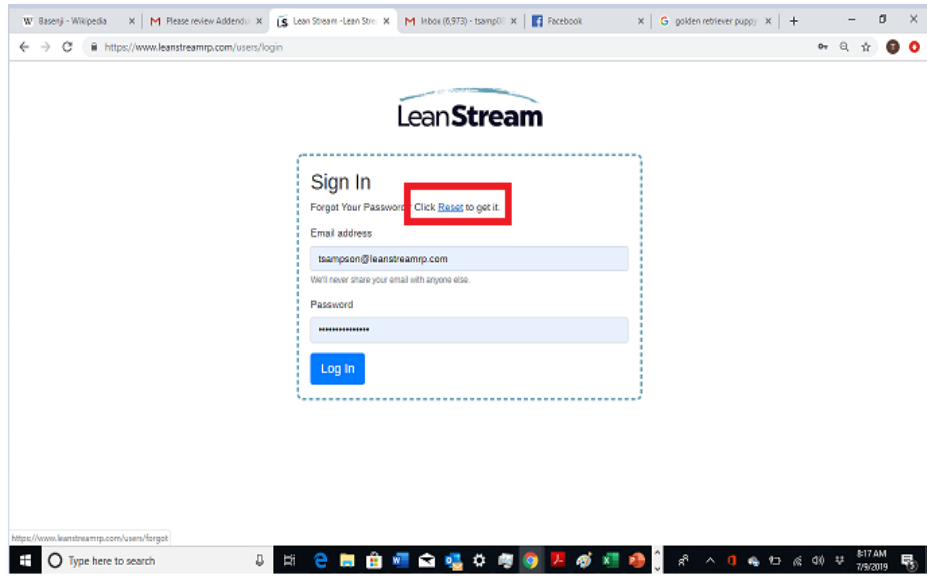 Basenji - Wikipedia
Please review Addendu
Lean Stream -Lean Stre
Inbox (6,973) - tsamp0
Facebook
golden retriever puppy
https://www.leanstreamrp.com/users/login
LeanStream
Sign In
Forgot Your Password Click Reset to get it.
Email address
tsampson@leanstreamrp.com
We'll never share your email with anyone else.
Password
Log In
https://www.leanstreamrp.com/users/forgot
Type here to search
8:17 AM
7/9/2019